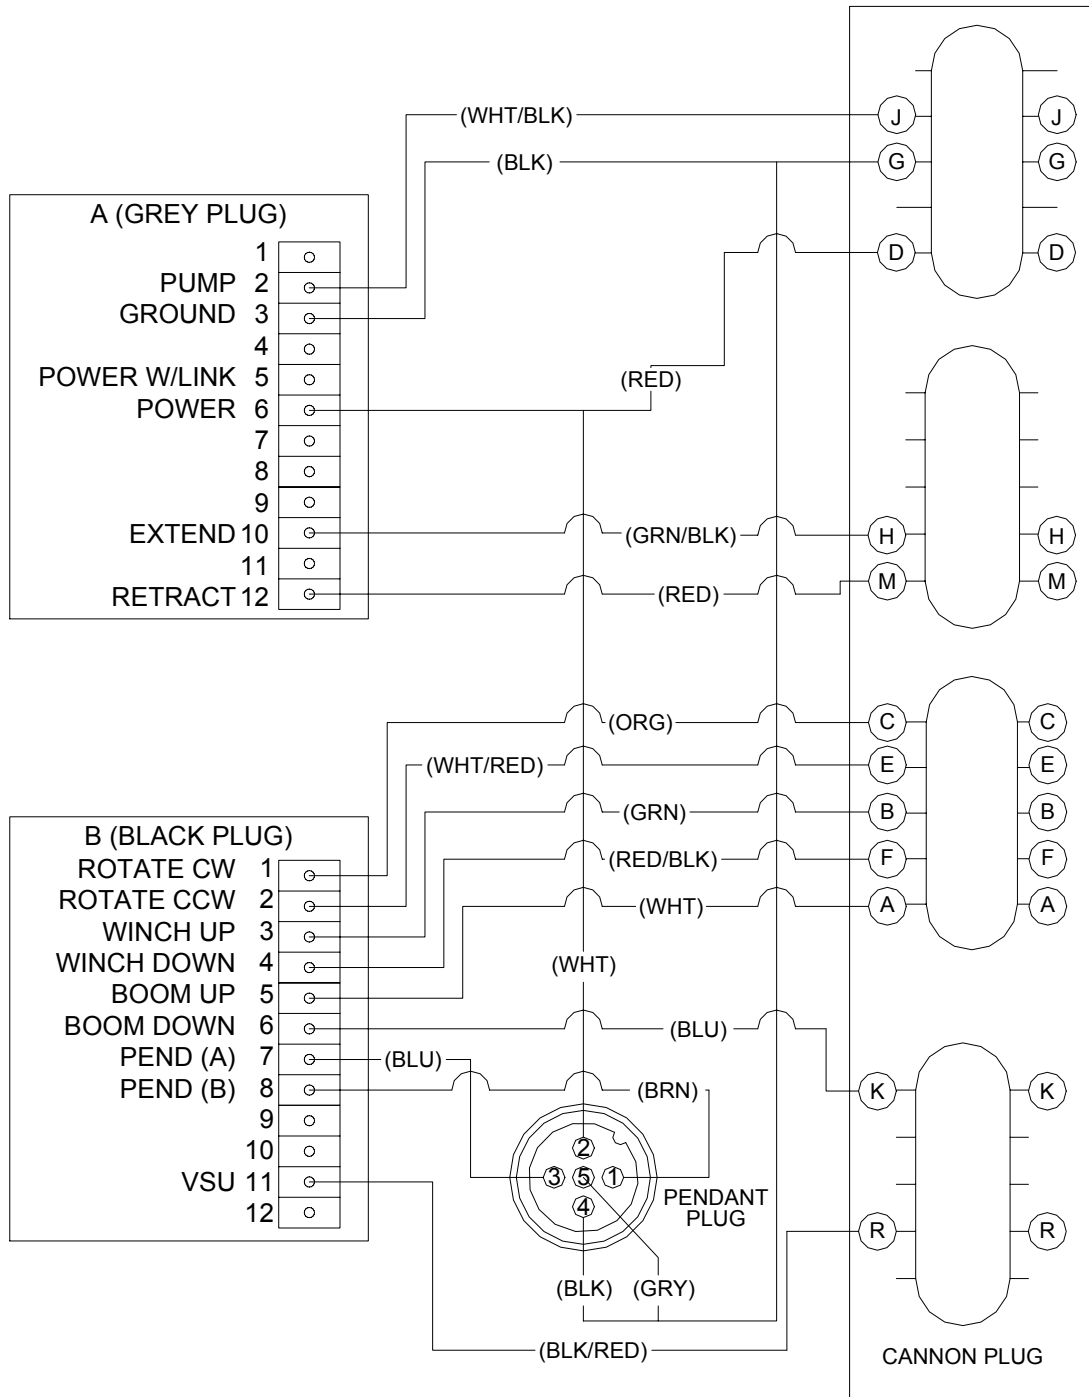 (WHT/BLK)
J
J
(BLK)
G
G
A (GREY PLUG)
1
D
D
PUMP 2
GROUND 3
4
POWER W/LINK 5
(RED)
POWER 6
7
8
9
EXTEND 10
(GRN/BLK)
H
H
11
RETRACT 12
(RED)
M
M
(ORG)
C
C
(WHT/RED)
E
E
(GRN)
B
B
B (BLACK PLUG)
ROTATE CW 1
(RED/BLK)
F
F
ROTATE CCW 2
(WHT)
A
A
WINCH UP 3
WINCH DOWN 4
(WHT)
BOOM UP 5
BOOM DOWN 6
(BLU)
PEND (A) 7
(BLU)
PEND (B) 8
(BRN)
K
K
9
10
2
VSU 11
3 5 1
PENDANT
PLUG
12
4
R
R
(BLK)
(GRY)
(BLK/RED)
CANNON PLUG